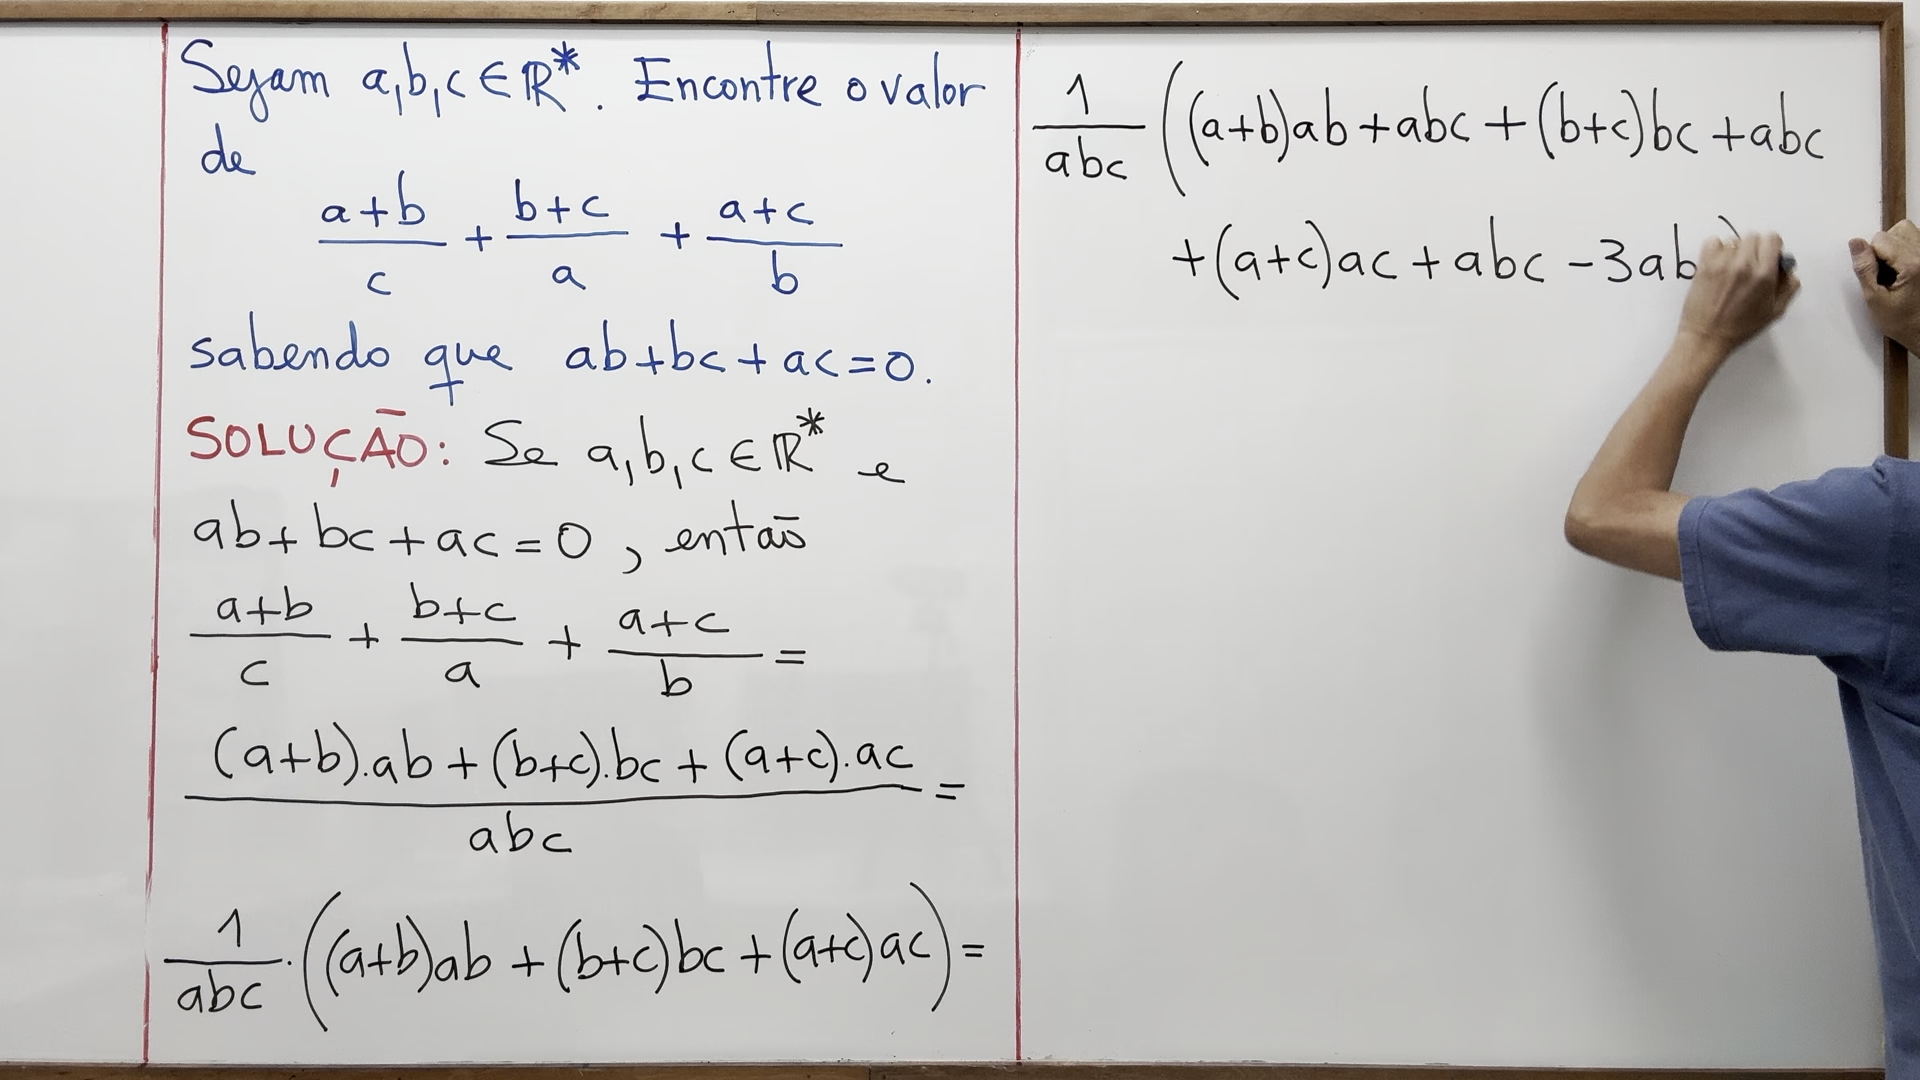 Sejam a,b,c ∈ ℝ*. Encontre o valor
de
(a+b)/c + (b+c)/a + (a+c)/b
sabendo que ab+bc+ac=0.
SOLUÇÃO: Se a,b,c ∈ ℝ* e
ab+bc+ac=0, então
(a+b)/c + (b+c)/a + (a+c)/b =
((a+b).ab+(b+c).bc+(a+c).ac)/abc =
1/abc · ((a+b)ab+(b+c)bc+(a+c)ac) =
1/abc ((a+b)ab+abc+(b+c)bc+abc
+(a+c)ac+abc-3ab )